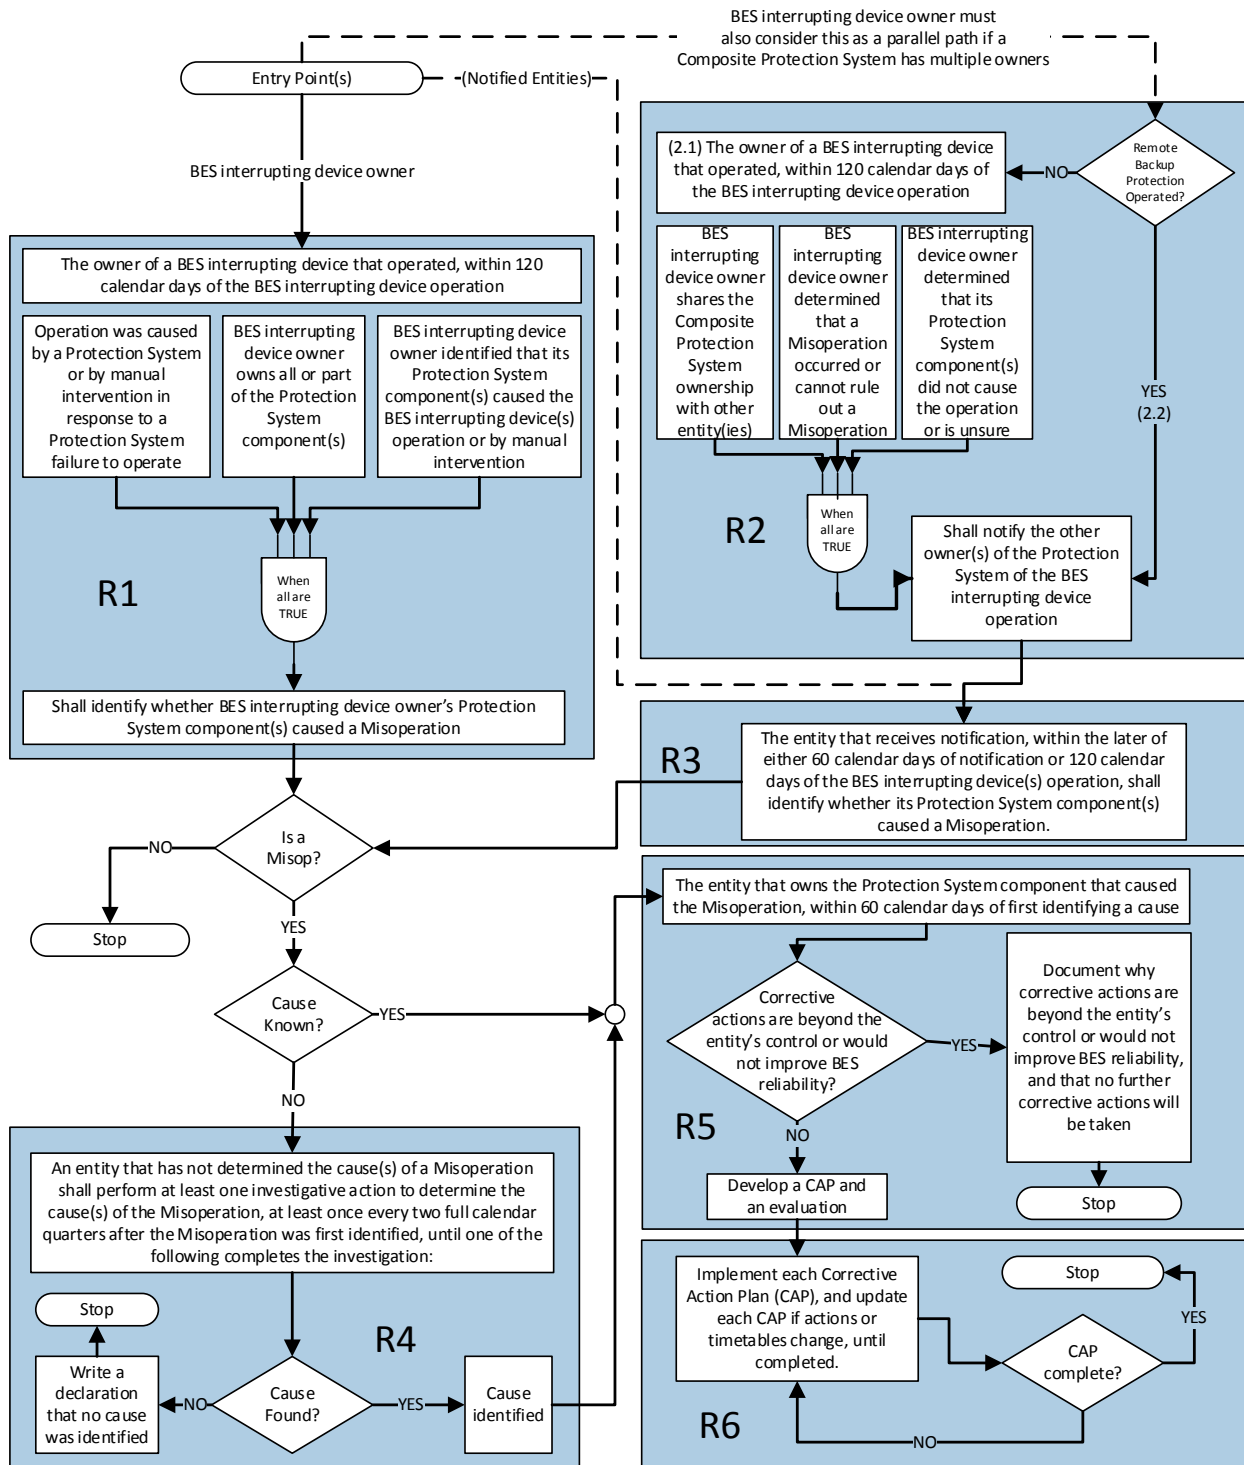 BES interrupting device owner must
also consider this as a parallel path if a
Composite Protection System has multiple owners
Entry Point(s)
(Notified Entities)
BES interrupting device owner
The owner of a BES interrupting device that operated, within 120
calendar days of the BES interrupting device operation
Operation was caused
by a Protection System
or by manual
intervention in
response to a
Protection System
failure to operate
BES interrupting
device owner
owns all or part
of the Protection
System
component(s)
BES interrupting device
owner identified that its
Protection System
component(s) caused the
BES interrupting device(s)
operation or by manual
intervention
When
all are
TRUE
R1
Shall identify whether BES interrupting device owner's Protection
System component(s) caused a Misoperation
Remote
Backup
Protection
Operated?
NO
(2.1) The owner of a BES interrupting device
that operated, within 120 calendar days of
the BES interrupting device operation
BES
interrupting
device owner
shares the
Composite
Protection
System
ownership
with other
entity(ies)
BES
interrupting
device owner
determined
that a
Misoperation
occurred or
cannot rule
out a
Misoperation
BES interrupting
device owner
determined
that its
Protection
System
component(s)
did not cause
the operation
or is unsure
YES
(2.2)
When
all are
TRUE
R2
Shall notify the other
owner(s) of the Protection
System of the BES
interrupting device
operation
R3
The entity that receives notification, within the later of
either 60 calendar days of notification or 120 calendar
days of the BES interrupting device(s) operation, shall
identify whether its Protection System component(s)
caused a Misoperation.
Is a
Misop?
NO
Stop
YES
Cause
Known?
YES
NO
An entity that has not determined the cause(s) of a Misoperation
shall perform at least one investigative action to determine the
cause(s) of the Misoperation, at least once every two full calendar
quarters after the Misoperation was first identified, until one of the
following completes the investigation:
Stop
R4
Write a
declaration
that no cause
was identified
NO
Cause
Found?
YES
Cause
identified
The entity that owns the Protection System component that caused
the Misoperation, within 60 calendar days of first identifying a cause
Corrective
actions are beyond the
entity's control or would
not improve BES
reliability?
YES
Document why
corrective actions are
beyond the entity's
control or would not
improve BES reliability,
and that no further
corrective actions will
be taken
R5
NO
Stop
Develop a CAP and
an evaluation
Implement each Corrective
Action Plan (CAP), and update
each CAP if actions or
timetables change, until
completed.
Stop
YES
CAP
complete?
R6
NO